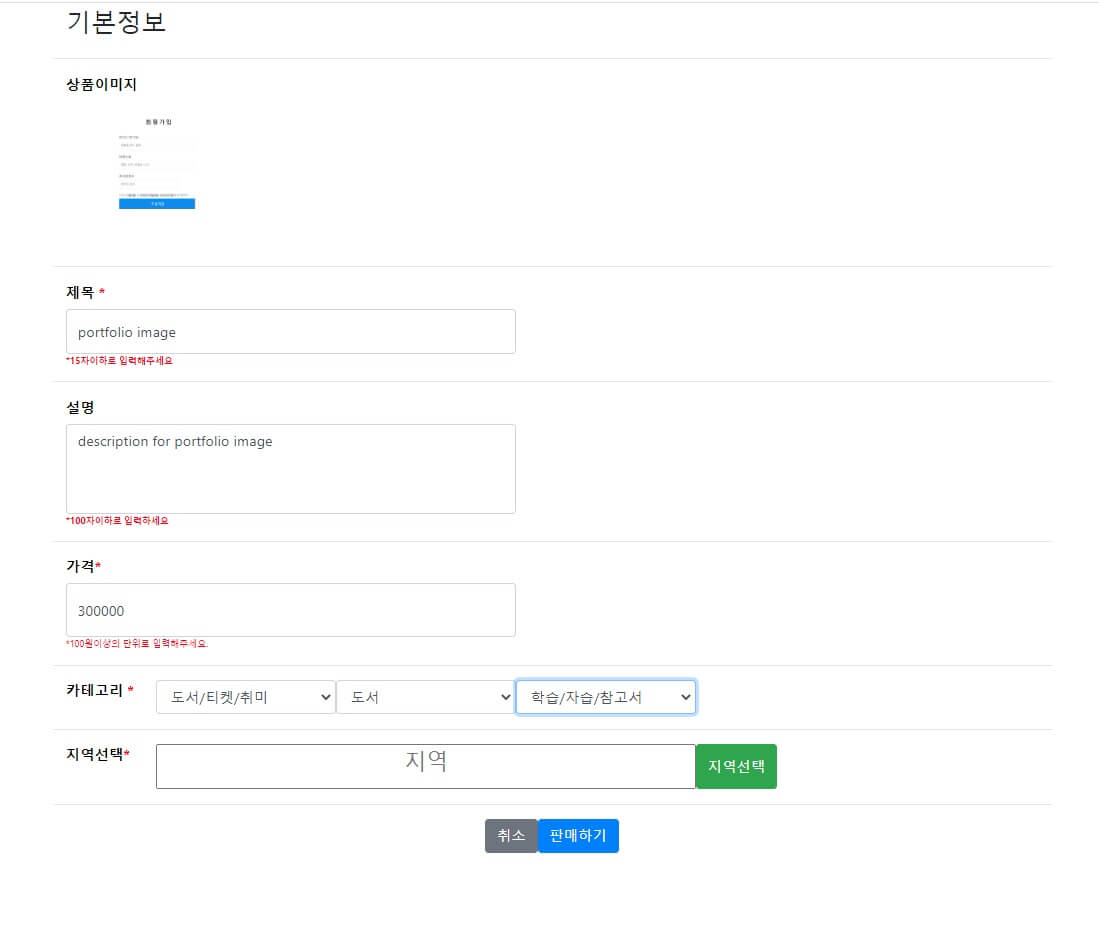 기본정보
상품이미지
회원가입
제목 *
portfolio image
*15자이하로 입력해주세요
설명
description for portfolio image
*100자이하로 입력하세요
가격*
300000
*100원이상의 단위로 입력해주세요.
카테고리 * 도서/티켓/취미 도서 학습/자습/참고서
지역선택* 지역 지역선택
취소 판매하기